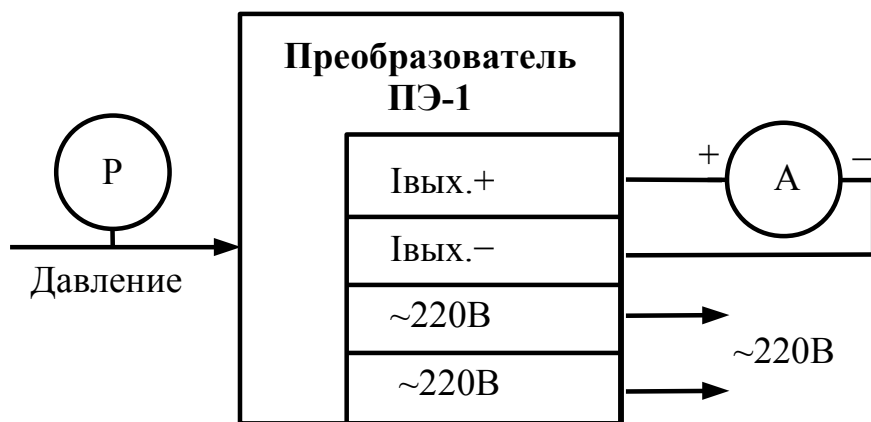 Преобразователь
ПЭ-1
P
Iвых.+
+
A
−
Iвых.−
Давление
~220В
~220В
~220В